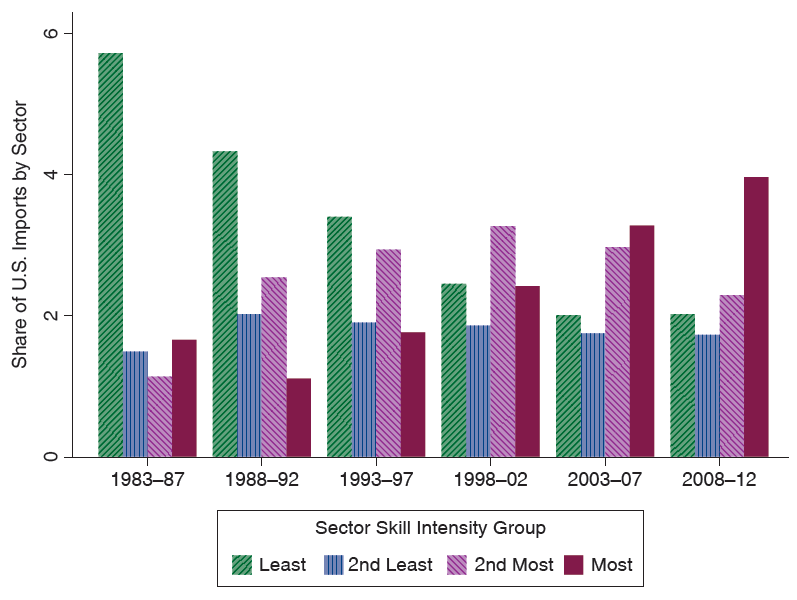 Share of U.S. Imports by Sector
6
4
2
0
1983–87 1988–92 1993–97 1998–02 2003–07 2008–12
Sector Skill Intensity Group
Least 2nd Least 2nd Most Most